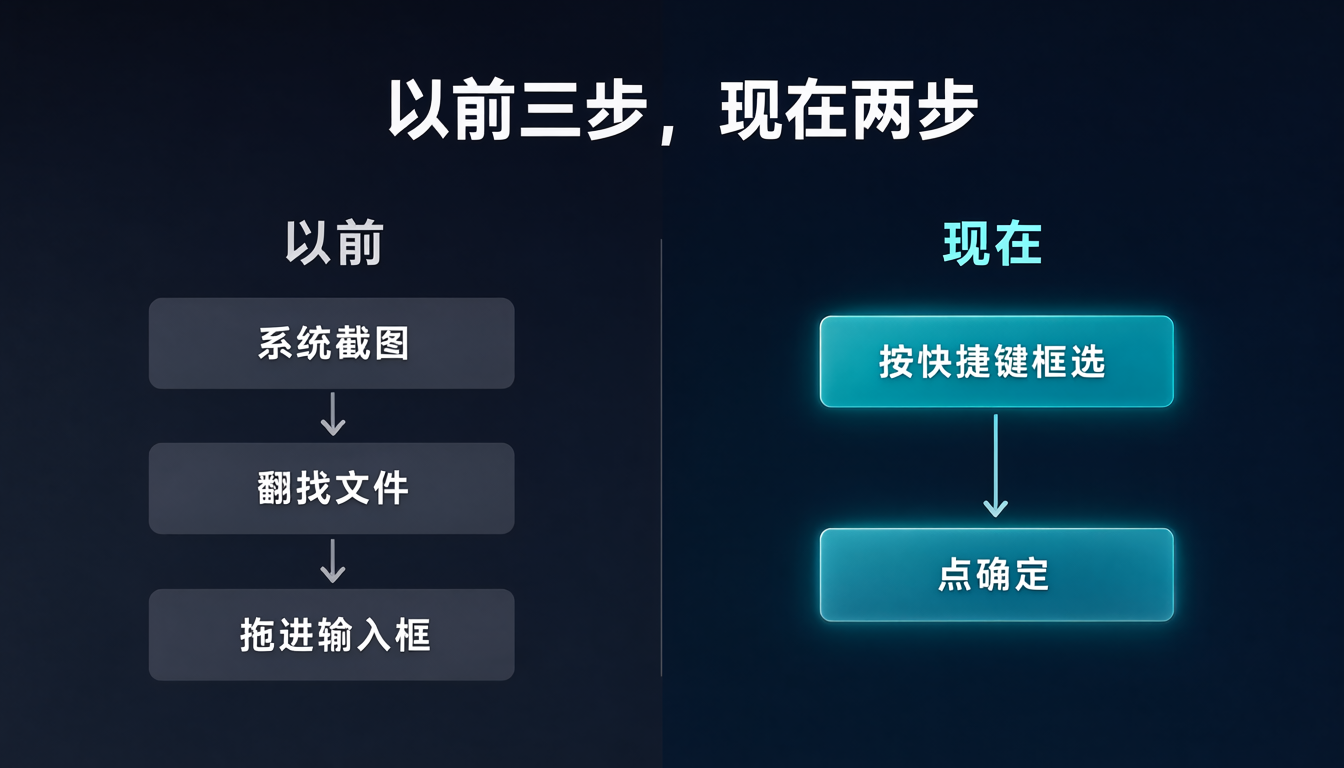 以前三步，现在两步
以前
系统截图
翻找文件
拖进输入框
现在
按快捷键框选
点确定